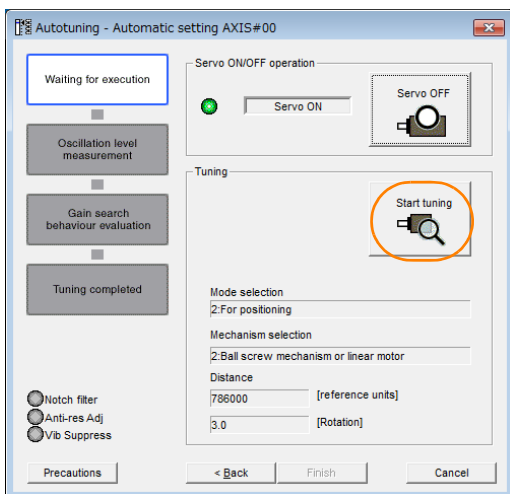 Autotuning - Automatic setting AXIS#00
Waiting for execution
Oscillation level
measurement
Gain search
behaviour evaluation
Tuning completed
Notch filter
Anti-res Adj
Vib Suppress
Servo ON/OFF operation
Servo ON
Servo OFF
Tuning
Start tuning
Mode selection
2:For positioning
Mechanism selection
2:Ball screw mechanism or linear motor
Distance
786000 [reference units]
3.0 [Rotation]
Precautions
< Back
Finish
Cancel